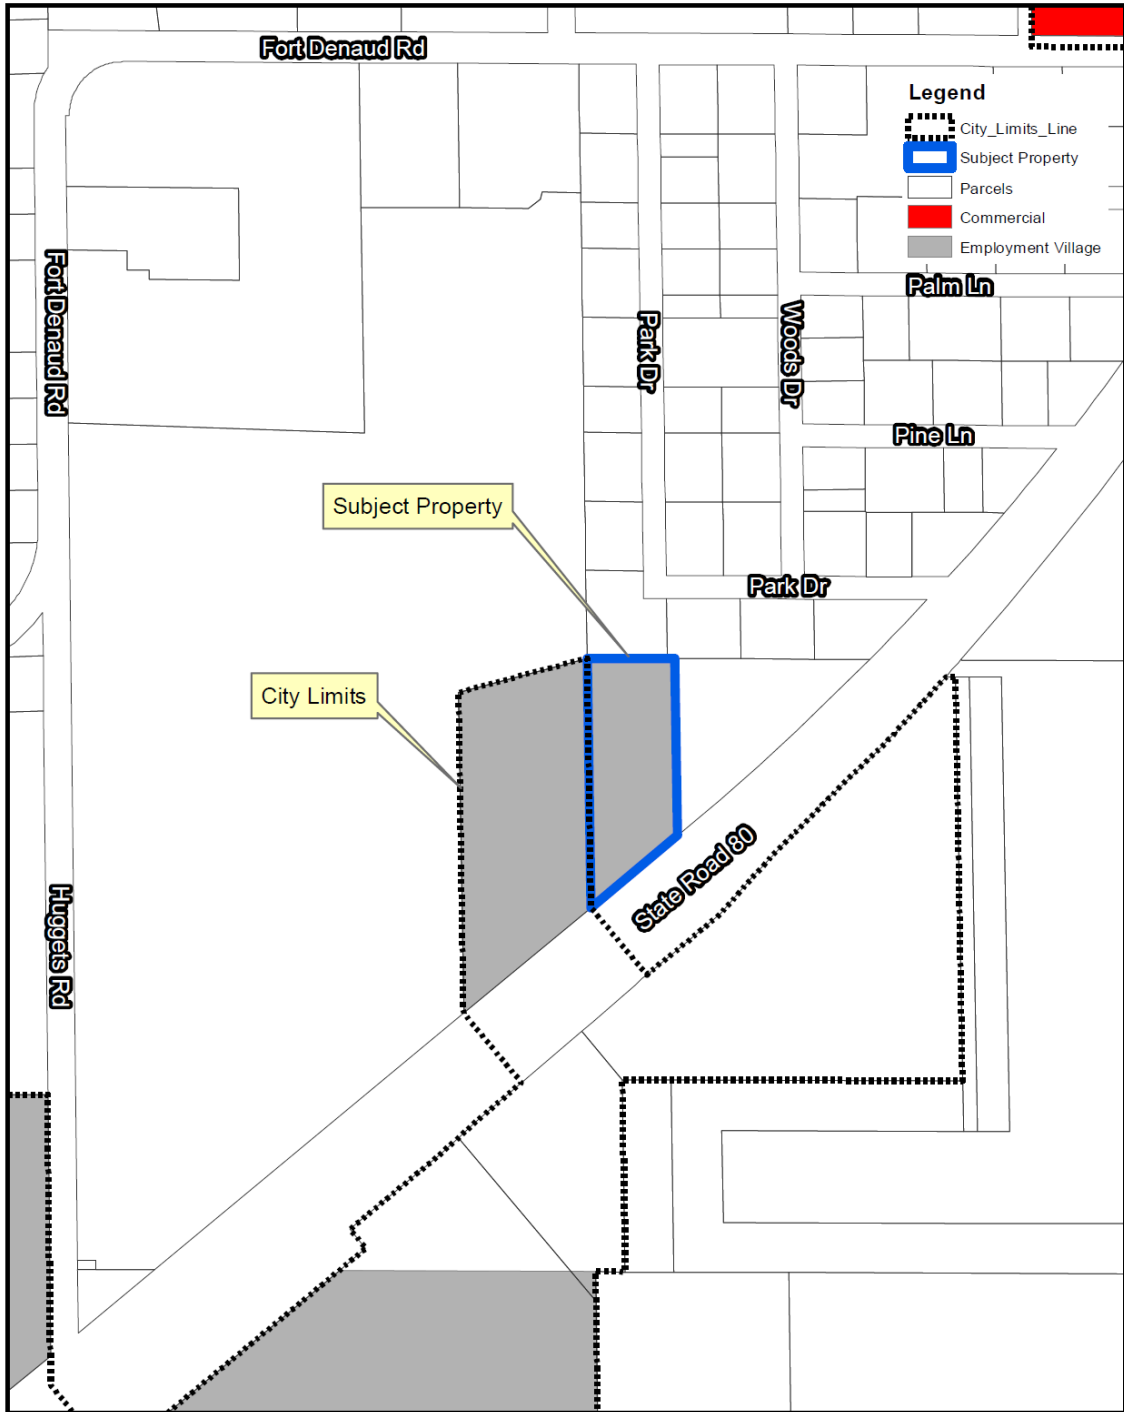 Fort Denaud Rd
Legend
City_Limits_Line
Subject Property
Parcels
Commercial
Employment Village
Fort Denaud Rd
Palm Ln
Park Dr
Woods Dr
Pine Ln
Subject Property
Park Dr
City Limits
State Road 80
Huggets Rd